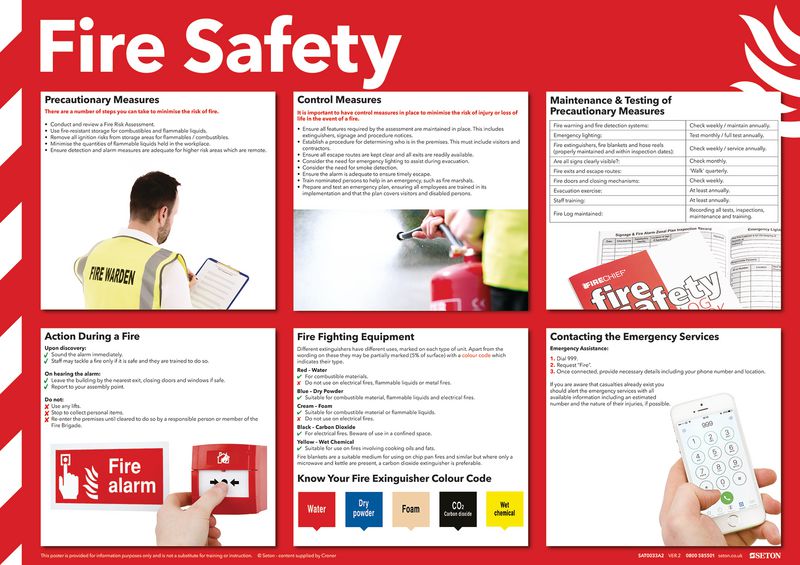 Fire Safety
Precautionary Measures
There are a number of steps you can take to minimise the risk of fire.
• Conduct and review a Fire Risk Assessment.
• Use fire-resistant storage for combustibles and flammable liquids.
• Remove all ignition risks from storage areas for flammables / combustibles.
• Minimise the quantities of flammable liquids held in the workplace.
• Ensure detection and alarm measures are adequate for higher risk areas which are remote.
FIRE WARDEN
Control Measures
It is important to have control measures in place to minimise the risk of injury or loss of
life in the event of a fire.
• Ensure all features required by the assessment are maintained in place. This includes
extinguishers, signage and procedure notices.
• Establish a procedure for determining who is in the premises. This must include visitors and
contractors.
• Ensure all escape routes are kept clear and all exits are readily available.
• Consider the need for emergency lighting to assist during evacuation.
• Consider the need for smoke detection.
• Ensure the alarm is adequate to ensure timely escape.
• Train nominated persons to help in an emergency, such as fire marshals.
• Prepare and test an emergency plan, ensuring all employees are trained in its
implementation and that the plan covers visitors and disabled persons.
Maintenance & Testing of
Precautionary Measures
Fire warning and fire detection systems: Check weekly / maintain annually.
Emergency lighting: Test monthly / full test annually.
Fire extinguishers, fire blankets and hose reels
(properly maintained and within inspection dates): Check weekly / service annually.
Are all signs clearly visible?: Check monthly.
Fire exits and escape routes: 'Walk' quarterly.
Fire doors and closing mechanisms: Check weekly.
Evacuation exercise: At least annually.
Staff training: At least annually.
Fire Log maintained: Recording all tests, inspections,
maintenance and training.
Signage & Fire Alarm Zonal Plan Inspection Record
Emergency Ligh
FIRECHIEF
fire
safety
LOG
Action During a Fire
Upon discovery:
✔ Sound the alarm immediately.
✔ Staff may tackle a fire only if it is safe and they are trained to do so.
On hearing the alarm:
✔ Leave the building by the nearest exit; closing doors and windows if safe.
✔ Report to your assembly point.
Do not:
✘ Use any lifts.
✘ Stop to collect personal items.
✘ Re-enter the premises until cleared to do so by a responsible person or member of the
Fire Brigade.
Fire
alarm
Fire Fighting Equipment
Different extinguishers have different uses, marked on each type of unit. Apart from the
wording on these they may be partially marked (5% of surface) with a colour code which
indicates their type.
Red – Water
✔ For combustible materials.
✘ Do not use on electrical fires, flammable liquids or metal fires.
Blue – Dry Powder
✔ Suitable for combustible material, flammable liquids and electrical fires.
Cream – Foam
✔ Suitable for combustible material or flammable liquids.
✘ Do not use on electrical fires.
Black - Carbon Dioxide
✔ For electrical fires. Beware of use in a confined space.
Yellow – Wet Chemical
✔ Suitable for use on fires involving cooking oils and fats.
Fire blankets are a suitable medium for using on chip pan fires and similar but where only a
microwave and kettle are present, a carbon dioxide extinguisher is preferable.
Know Your Fire Exinguisher Colour Code
Water
Dry
powder
Foam
CO2
Carbon dioxide
Wet
chemical
Contacting the Emergency Services
Emergency Assistance:
1. Dial 999.
2. Request "Fire".
3. Once connected, provide necessary details including your phone number and location.
If you are aware that casualties already exist you
should alert the emergency services with all
available information including an estimated
number and the nature of their injuries, if possible.
999
1 2 3
4 5 6
7 8 9
* 0 #
This poster is provided for information purposes only and is not a substitute for training or instruction. © Seton - content supplied by Croner
SAT0033A2 VER 2 0800 585501 seton.co.uk SETON